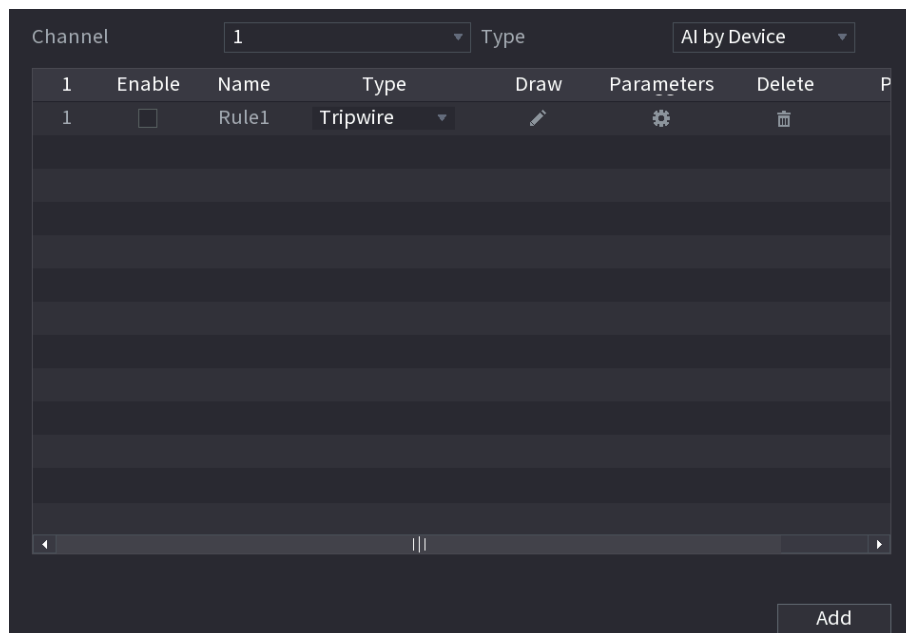 Channel 1 Type AI by Device
1 Enable Name Type Draw Parameters Delete P
1 Rule1 Tripwire
Add